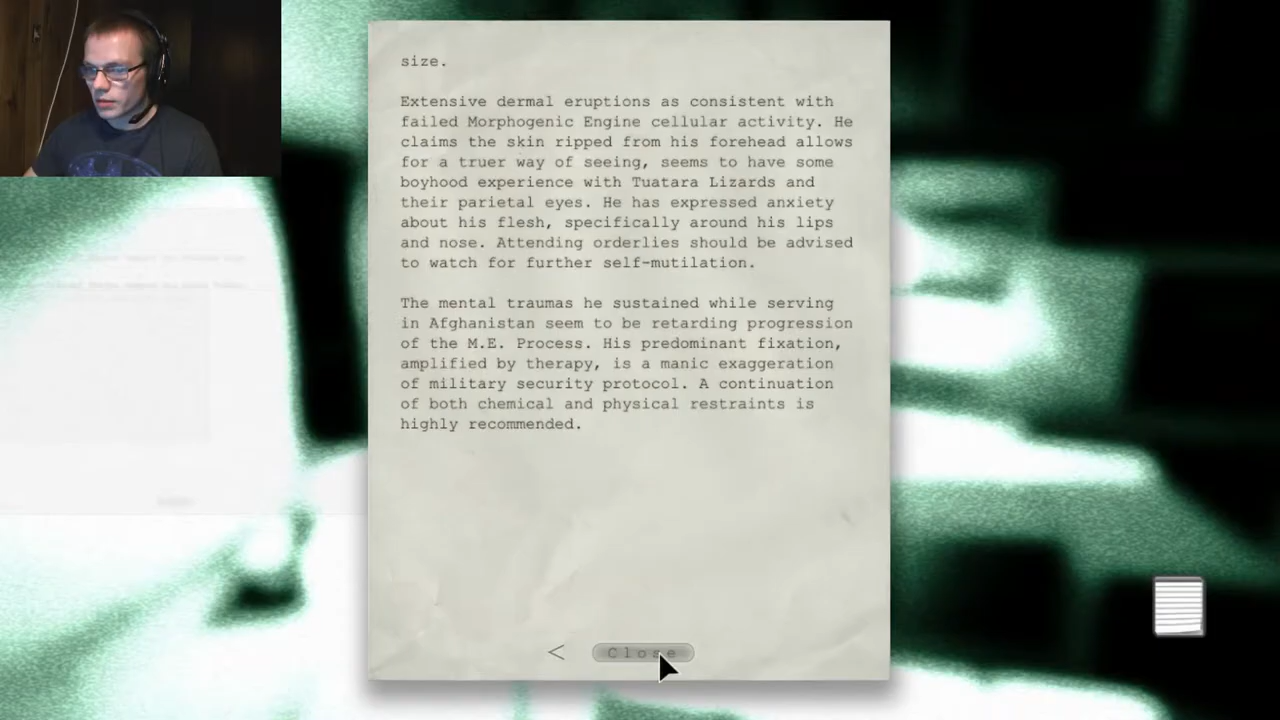 size.
Extensive dermal eruptions as consistent with
failed Morphogenic Engine cellular activity. He
claims the skin ripped from his forehead allows
for a truer way of seeing, seems to have some
boyhood experience with Tuatara Lizards and
their parietal eyes. He has expressed anxiety
about his flesh, specifically around his lips
and nose. Attending orderlies should be advised
to watch for further self-mutilation.
The mental traumas he sustained while serving
in Afghanistan seem to be retarding progression
of the M.E. Process. His predominant fixation,
amplified by therapy, is a manic exaggeration
of military security protocol. A continuation
of both chemical and physical restraints is
highly recommended.
< Close